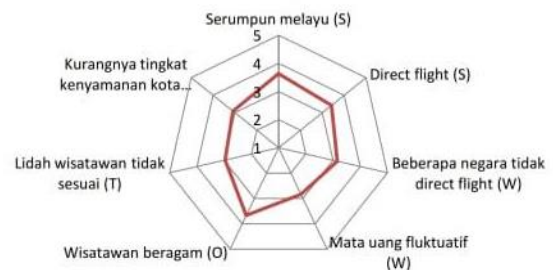 Serumpun melayu (S)
5
4
3
2
1
Direct flight (S)
Beberapa negara tidak
direct flight (W)
Mata uang fluktuatif
(W)
Wisatawan beragam (O)
Lidah wisatawan tidak
sesuai (T)
Kurangnya tingkat
kenyamanan kota...